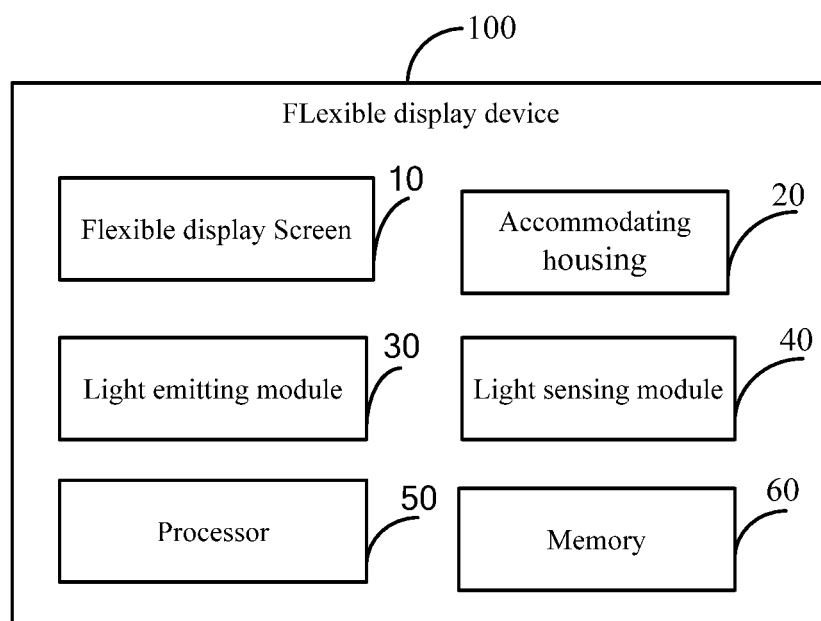 100
FLexible display device
10
Flexible display Screen
20
Accommodating
housing
30
Light emitting module
40
Light sensing module
50
Processor
60
Memory